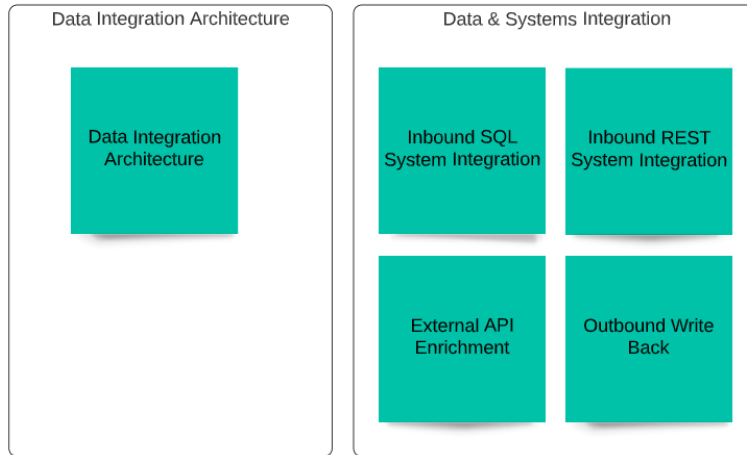 Data Integration Architecture
Data Integration
Architecture
Data & Systems Integration
Inbound SQL
System Integration
Inbound REST
System Integration
External API
Enrichment
Outbound Write
Back